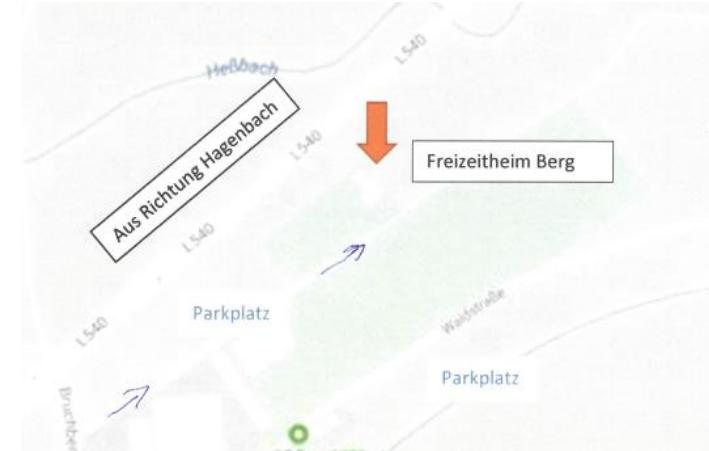 L540
Heßbach
Aus Richtung Hagenbach
L540
Freizeitheim Berg
L540
Parkplatz
Waldstraße
L540
Parkplatz